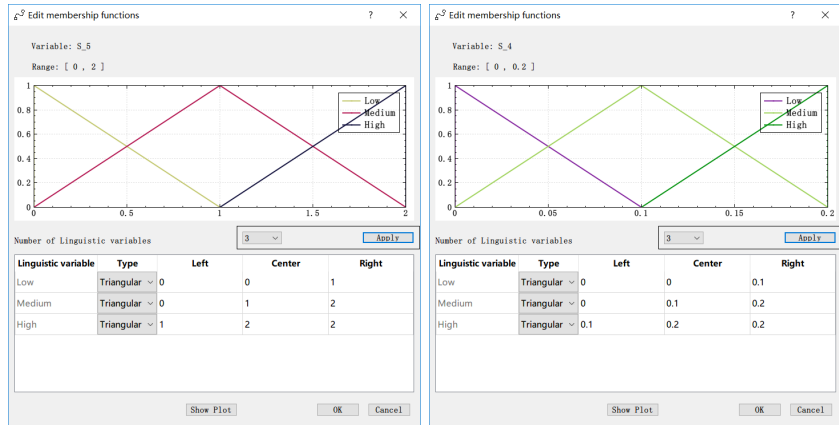 Edit membership functions ? ×
Variable: S_5
Range: [ 0 , 2 ]
1
0.8
0.6
0.4
0.2
0
0 0.5 1 1.5 2
Low
Medium
High
Number of Linguistic variables 3 Apply
Linguistic variable Type Left Center Right
Low Triangular 0 0 1
Medium Triangular 0 1 2
High Triangular 1 2 2
Show Plot OK Cancel
Edit membership functions ? ×
Variable: S_4
Range: [ 0 , 0.2 ]
1
0.8
0.6
0.4
0.2
0
0 0.05 0.1 0.15 0.2
Low
Medium
High
Number of Linguistic variables 3 Apply
Linguistic variable Type Left Center Right
Low Triangular 0 0 0.1
Medium Triangular 0 0.1 0.2
High Triangular 0.1 0.2 0.2
Show Plot OK Cancel